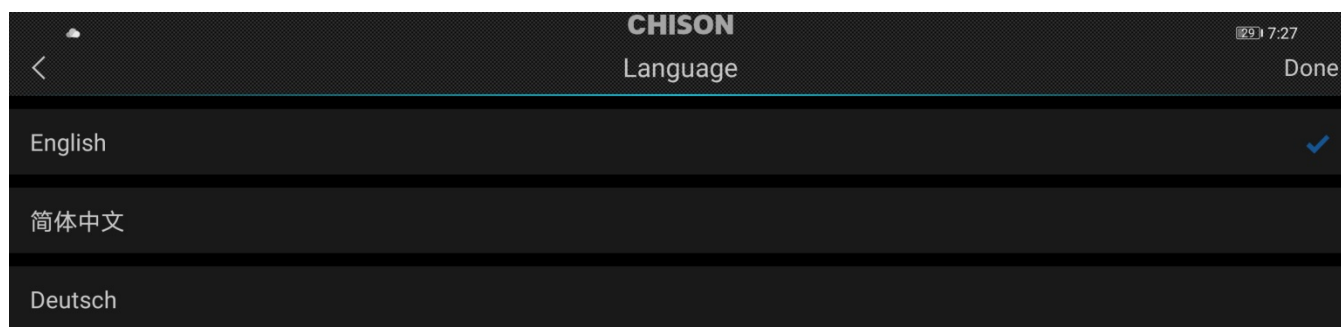 CHISON
29 7:27
Language
Done
English
简体中文
Deutsch